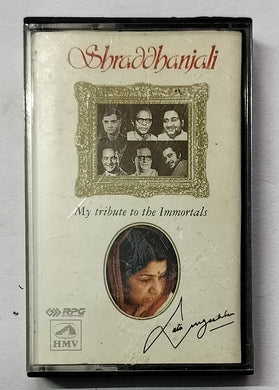 Shraddhanjali
My tribute to the Immortals
RPG
HMV
Lata Mangeshkar